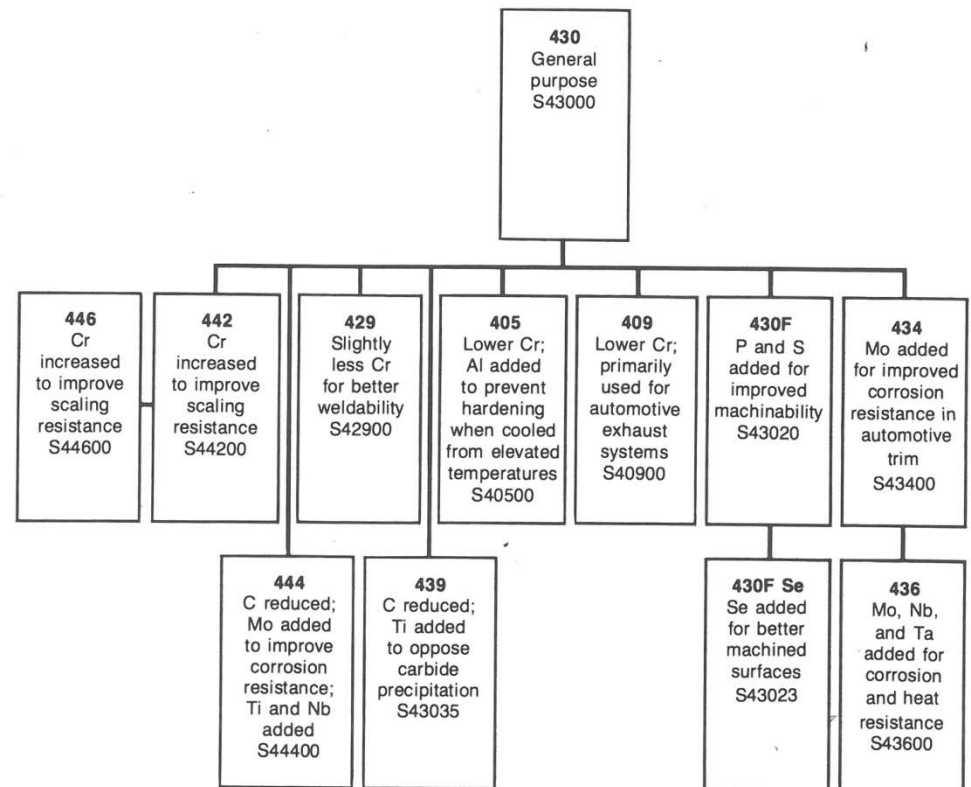 430
General
purpose
S43000
446
Cr
increased
to improve
scaling
resistance
S44600
442
Cr
increased
to improve
scaling
resistance
S44200
429
Slightly
less Cr
for better
weldability
S42900
405
Lower Cr;
Al added
to prevent
hardening
when cooled
from elevated
temperatures
S40500
409
Lower Cr;
primarily
used for
automotive
exhaust
systems
S40900
430F
P and S
added for
improved
machinability
S43020
434
Mo added
for improved
corrosion
resistance in
automotive
trim
S43400
444
C reduced;
Mo added
to improve
corrosion
resistance;
Ti and Nb
added
S44400
439
C reduced;
Ti added
to oppose
carbide
precipitation
S43035
430F Se
Se added
for better
machined
surfaces
S43023
436
Mo, Nb,
and Ta
added for
corrosion
and heat
resistance
S43600